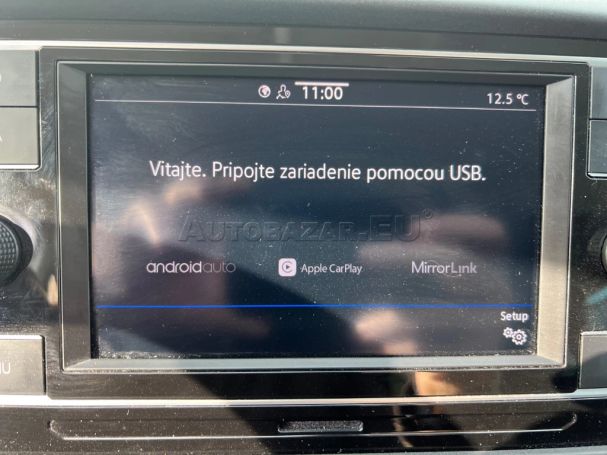 11:00
12.5 °C
Vitajte. Pripojte zariadenie pomocou USB.
AUTOBAZAR.EU®
androidauto Apple CarPlay MirrorLink
Setup